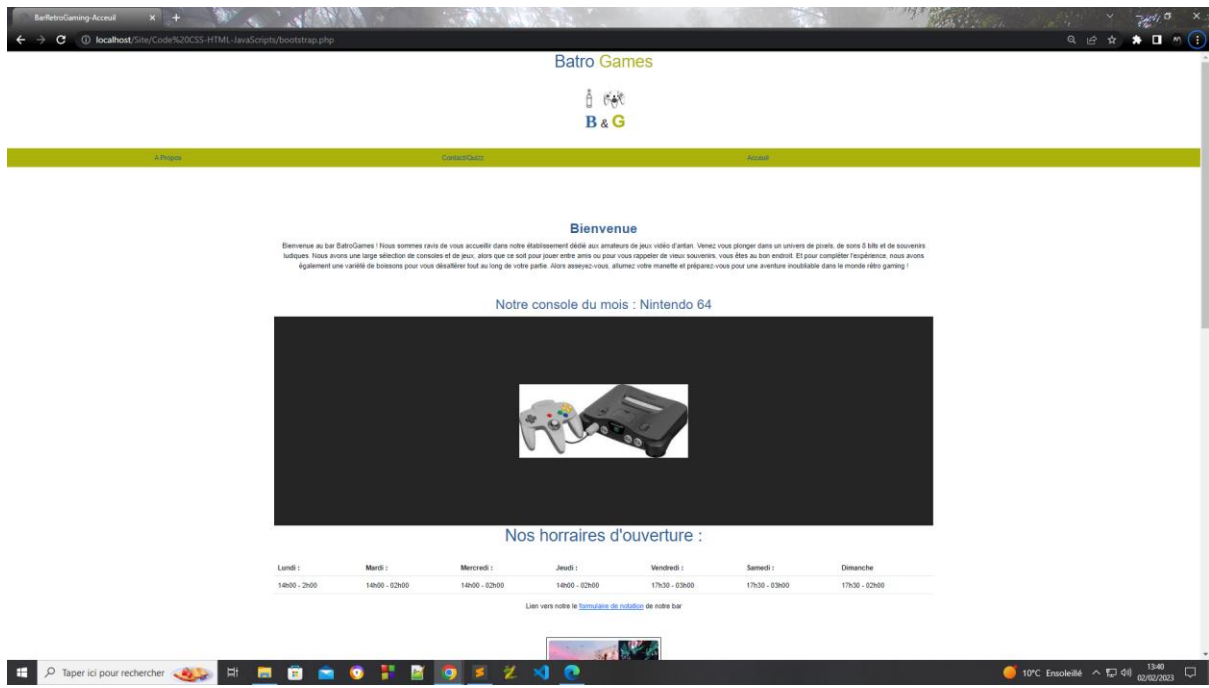 BarRetroGaming-Acceuil
localhost/Site/Code%20CSS-HTML-JavaScripts/bootstrap.php
Batro Games
B & G
A Propos
Contact/Quizz
Acceuil
Bienvenue
Bienvenue au bar BatroGames ! Nous sommes ravis de vous accueillir dans notre établissement dédié aux amateurs de jeux vidéo d'antan. Venez vous plonger dans un univers de pixels, de sons 8 bits et de souvenirs
ludiques. Nous avons une large sélection de consoles et de jeux, alors que ce soit pour jouer entre amis ou pour vous rappeler de vieux souvenirs, vous êtes au bon endroit. Et pour compléter l'expérience, nous avons
également une variété de boissons pour vous désaltérer tout au long de votre partie. Alors asseyez-vous, allumez votre manette et préparez-vous pour une aventure inoubliable dans le monde rétro gaming !
Notre console du mois : Nintendo 64
Nos horraires d'ouverture :
Lundi : Mardi : Mercredi : Jeudi : Vendredi : Samedi : Dimanche
14h00 - 2h00 14h00 - 02h00 14h00 - 02h00 14h00 - 02h00 17h30 - 03h00 17h30 - 03h00 17h30 - 02h00
Lien vers notre le formulaire de notation de notre bar
Taper ici pour rechercher
10°C Ensoleillé
13:40
02/02/2023